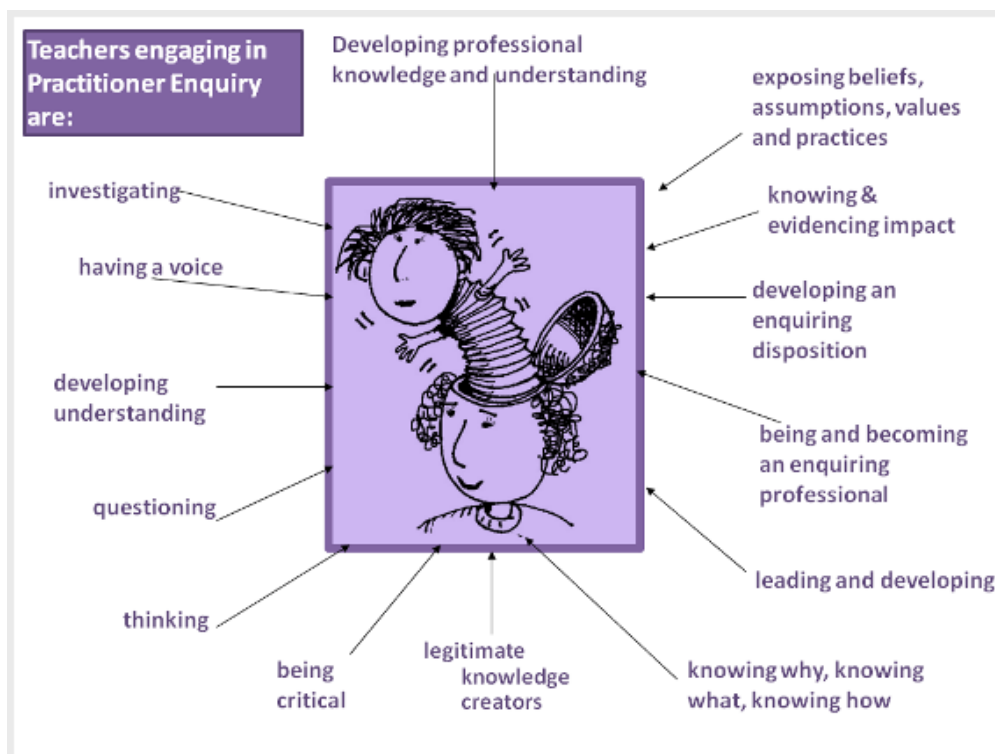 Teachers engaging in
Practitioner Enquiry
are:
Developing professional
knowledge and understanding
exposing beliefs,
assumptions, values
and practices
investigating
knowing &
evidencing impact
having a voice
developing an
enquiring
disposition
developing
understanding
being and becoming
an enquiring
professional
questioning
leading and developing
thinking
being
critical
legitimate
knowledge
creators
knowing why, knowing
what, knowing how